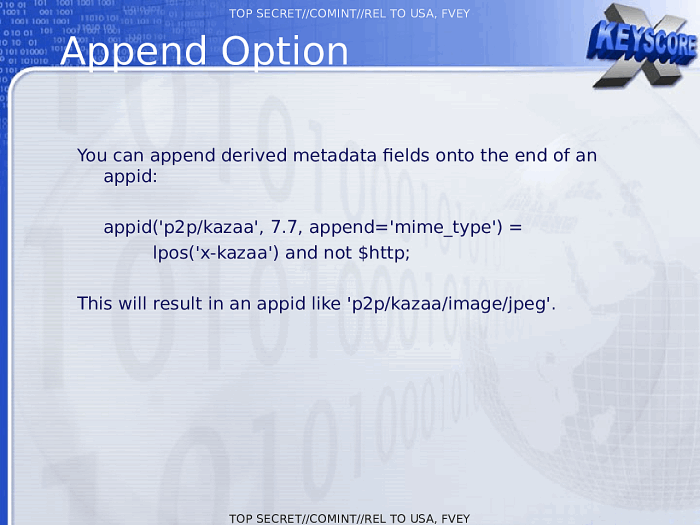 TOP SECRET//COMINT//REL TO USA, FVEY
Append Option
X
KEYSCORE
You can append derived metadata fields onto the end of an
appid:
appid('p2p/kazaa', 7.7, append='mime_type') =
lpos('x-kazaa') and not $http;
This will result in an appid like 'p2p/kazaa/image/jpeg'.
TOP SECRET//COMINT//REL TO USA, FVEY